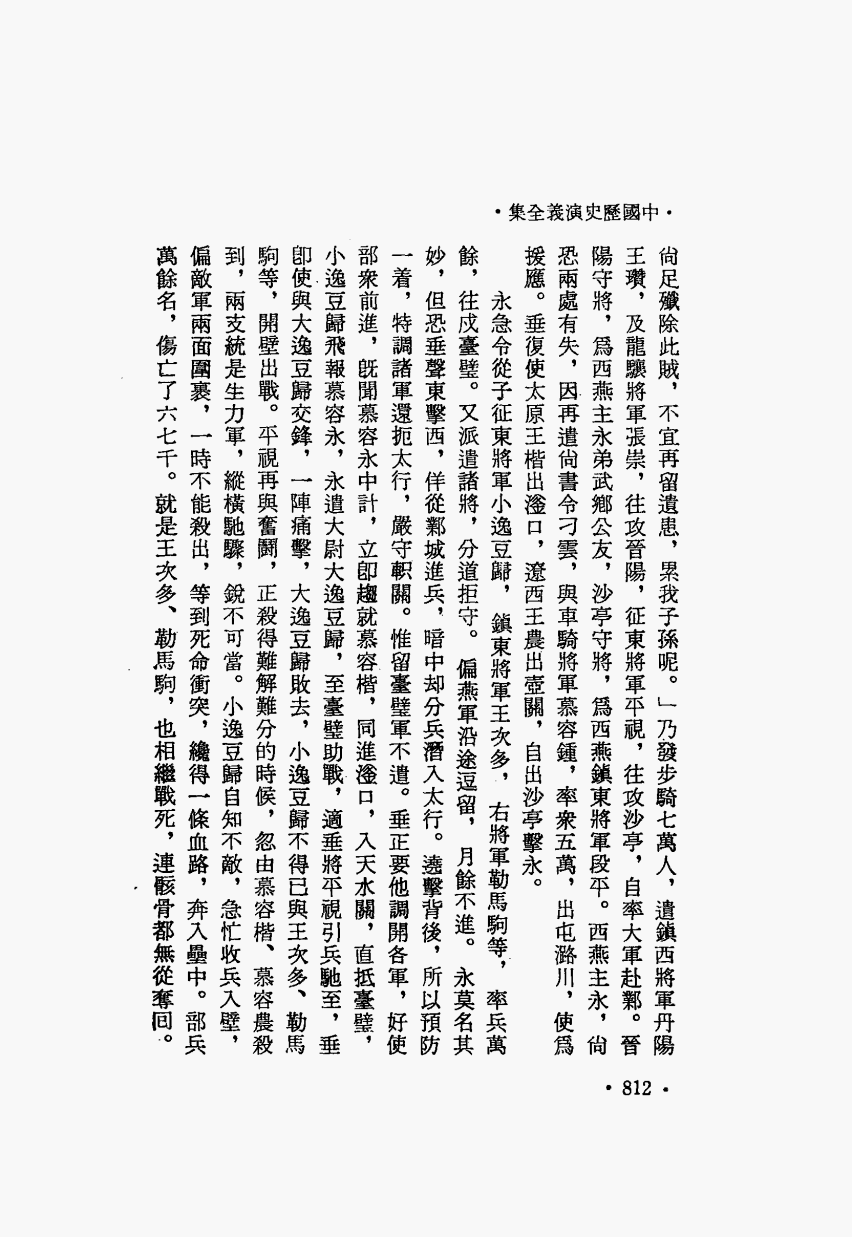 •中國歷史演義全集•
尙足殲除此賊，不宜再留遺患，累我子孫呢。」乃發步騎七萬人，遣鎮西將軍丹陽
王瓚，及龍驤將軍張崇，往攻晉陽，征東將軍平視，往攻沙亭，自率大軍赴鄴。晉
陽守將，爲西燕主永弟武鄉公友，沙亭守將，爲西燕鎮東將軍段平。西燕主永，尙
恐兩處有失，因再遣尙書令刁雲，與車騎將軍慕容鍾，率衆五萬，出屯潞川，使爲
援應。垂復使太原王楷出滏口，遼西王農出壺關，自出沙亭擊永。
永急令從子征東將軍小逸豆歸，鎮東將軍王次多，右將軍勒馬駒等，率兵萬
餘，往戍臺壁。又派遣諸將，分道拒守。偏燕軍沿途逗留，月餘不進。永莫名其
妙，但恐垂聲東擊西，佯從鄴城進兵，暗中却分兵潛入太行。遶擊背後，所以預防
一着，特調諸軍還扼太行，嚴守軹關。惟留臺璧軍不遣。垂正要他調開各軍，好使
部衆前進，旣聞慕容永中計，立卽趨就慕容楷，同進滏口，入天水關，直抵臺璧，
小逸豆歸飛報慕容永，永遣大尉大逸豆歸，至臺璧助戰，適垂將平視引兵馳至，垂
卽使與大逸豆歸交鋒，一陣痛擊，大逸豆歸敗去，小逸豆歸不得已與王次多、勒馬
駒等，開壁出戰。平視再與奮鬭，正殺得難解難分的時候，忽由慕容楷、慕容農殺
到，兩支統是生力軍，縱橫馳驟，銳不可當。小逸豆歸自知不敵，急忙收兵入壁，
偏敵軍兩面圍裹，一時不能殺出，等到死命衝突，纔得一條血路，奔入壘中。部兵
萬餘名，傷亡了六七千。就是王次多、勒馬駒，也相繼戰死，連骸骨都無從奪回。
•812•